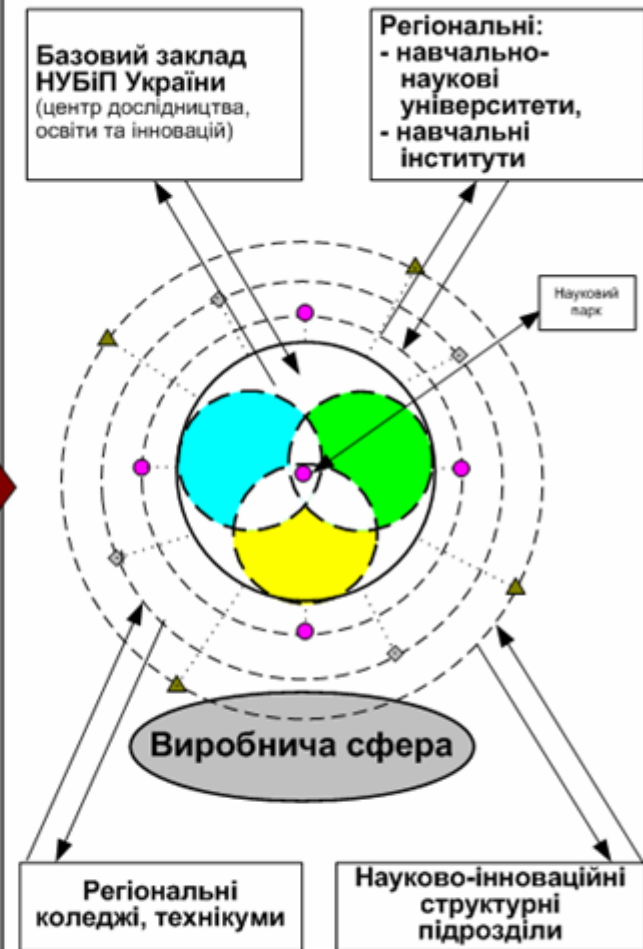 Базовий заклад
НУБіП України
(центр дослідництва,
освіти та інновацій)
Регіональні:
- навчально-
наукові
університети,
- навчальні
інститути
Науковий
парк
Виробнича сфера
Регіональні
коледжі, технікуми
Науково-інноваційні
структурні
підрозділи